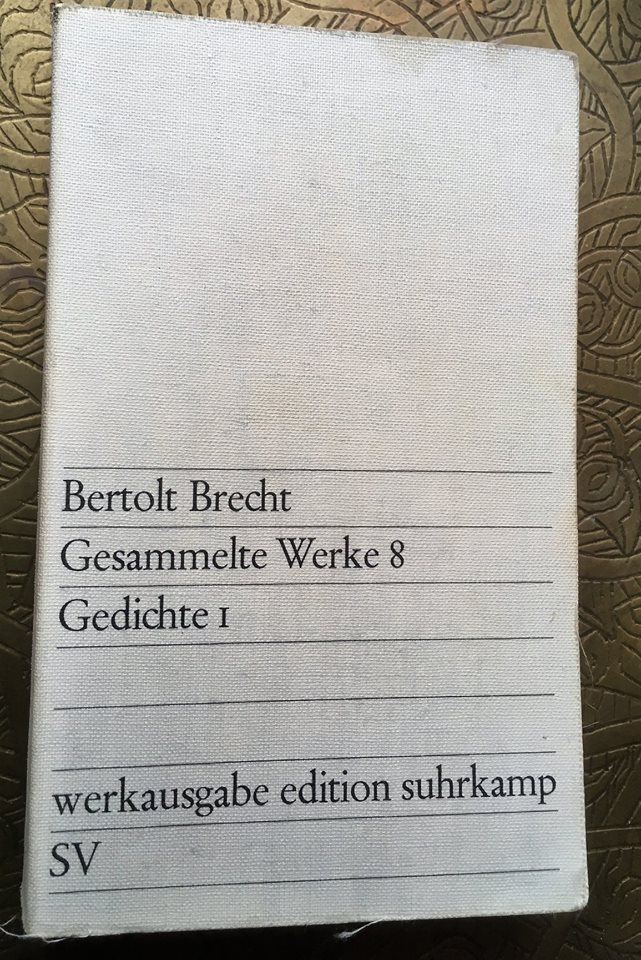 Bertolt Brecht
Gesammelte Werke 8
Gedichte 1
werkausgabe edition suhrkamp
SV